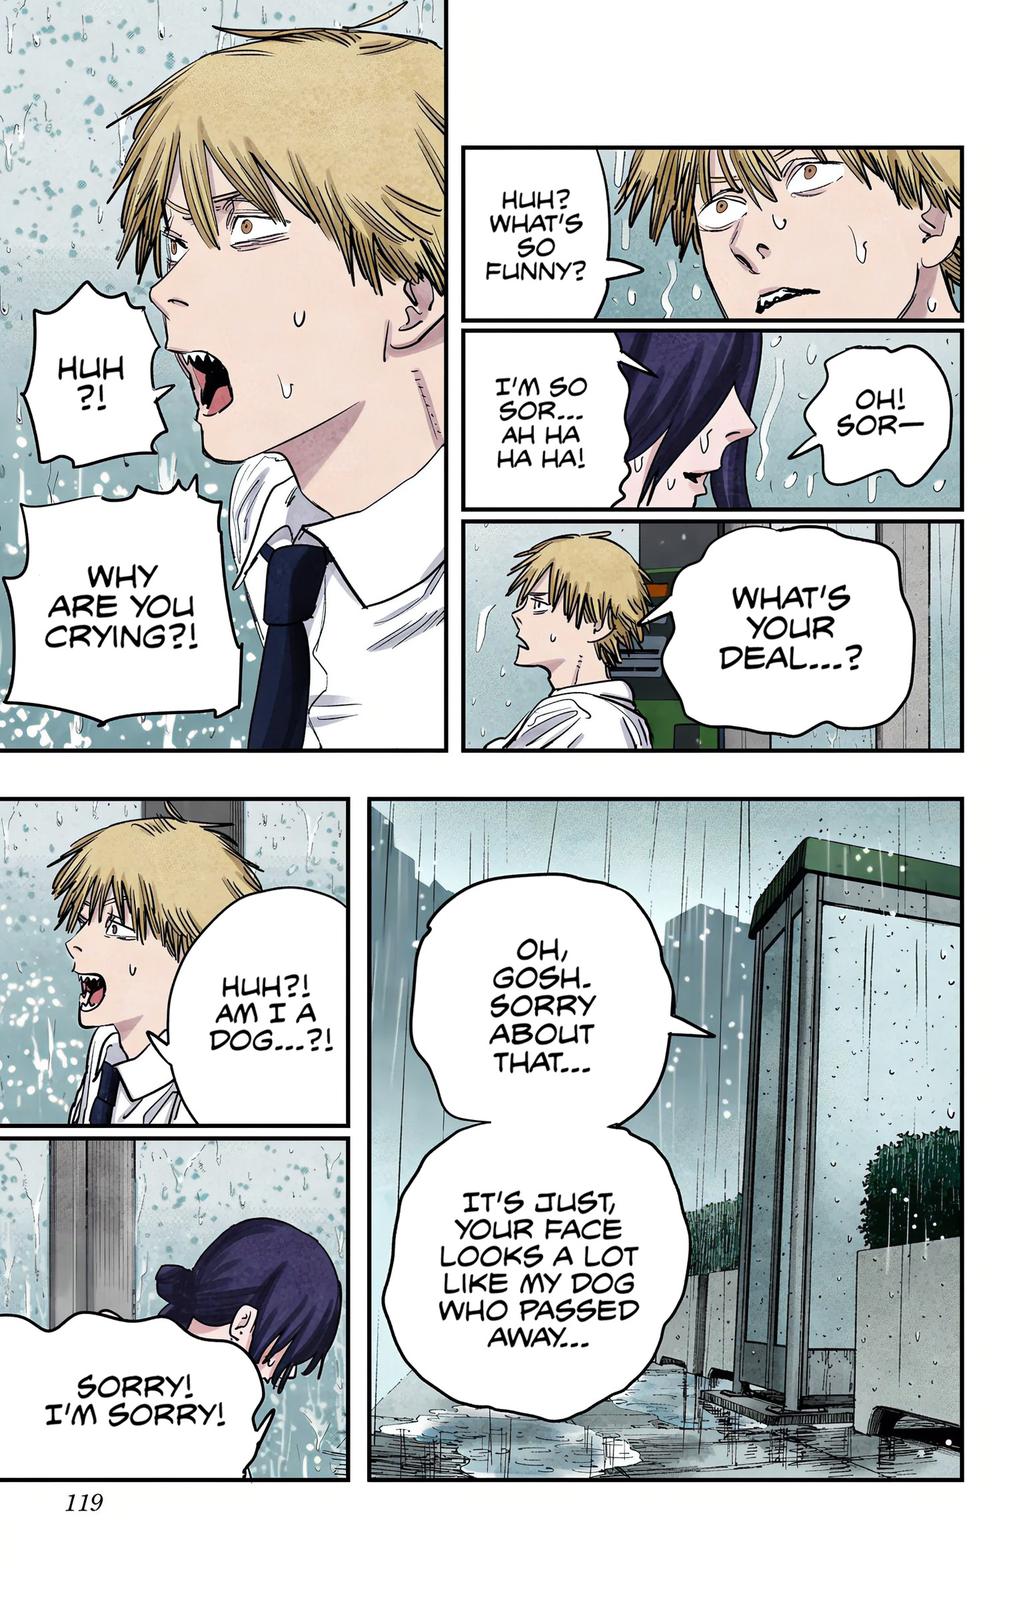 HUH?
WHAT'S
SO
FUNNY?
OH!
SOR—
I'M SO
SOR...
AH HA
HA HA!
WHAT'S
YOUR
DEAL...?
HUH
?!
WHY
ARE YOU
CRYING?!
OH,
GOSH.
SORRY
ABOUT
THAT...
IT'S JUST,
YOUR FACE
LOOKS A LOT
LIKE MY DOG
WHO PASSED
AWAY...
HUH?!
AM I A
DOG...?!
SORRY!
I'M SORRY!
119